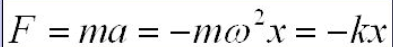 F = ma = −mω²x = −kx